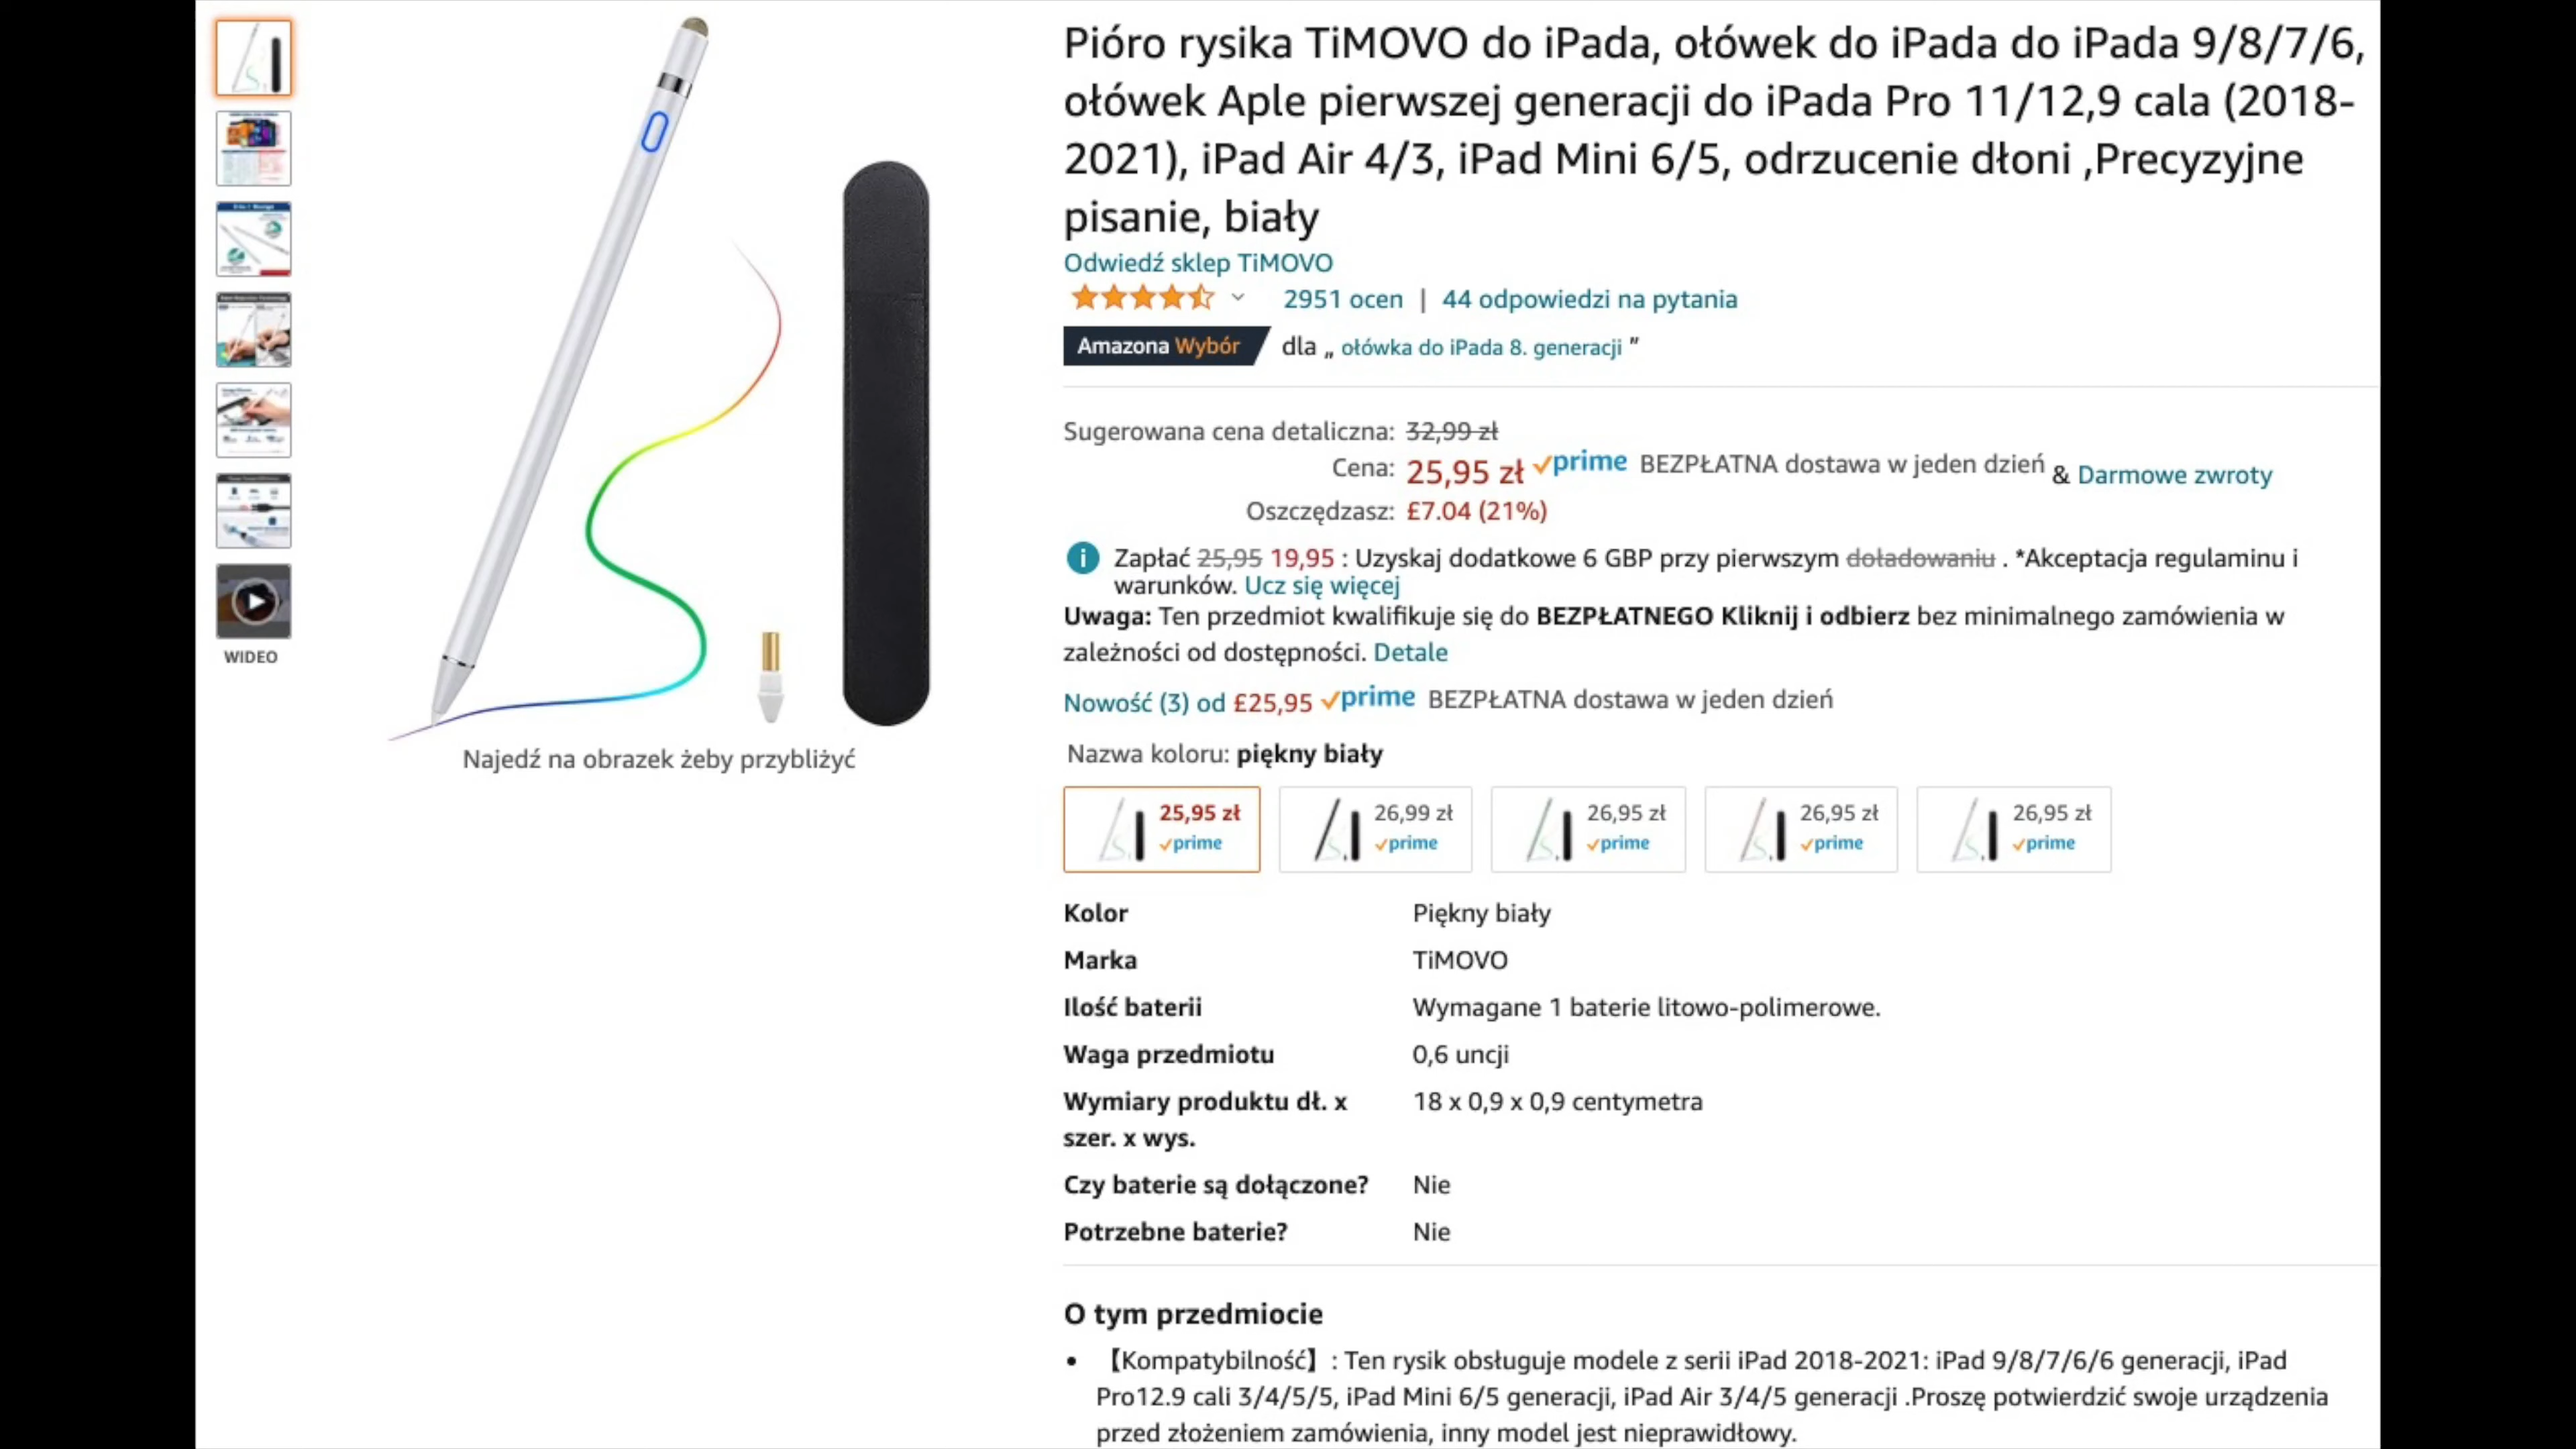 Pióro rysika TiMOVO do iPada, ołówek do iPada do iPada 9/8/7/6,
ołówek Aple pierwszej generacji do iPada Pro 11/12,9 cala (2018-
2021), iPad Air 4/3, iPad Mini 6/5, odrzucenie dłoni ,Precyzyjne
pisanie, biały
Odwiedź sklep TiMOVO
2951 ocen | 44 odpowiedzi na pytania
Amazona Wybór dla „ ołówka do iPada 8. generacji ”
Sugerowana cena detaliczna: 32,99 zł
Cena: 25,95 zł prime BEZPŁATNA dostawa w jeden dzień & Darmowe zwroty
Oszczędzasz: £7.04 (21%)
Zapłać 25,95 19,95 : Uzyskaj dodatkowe 6 GBP przy pierwszym doładowaniu . *Akceptacja regulaminu i
warunków. Ucz się więcej
Uwaga: Ten przedmiot kwalifikuje się do BEZPŁATNEGO Kliknij i odbierz bez minimalnego zamówienia w
zależności od dostępności. Detale
Nowość (3) od £25,95 prime BEZPŁATNA dostawa w jeden dzień
Nazwa koloru: piękny biały
25,95 zł 26,99 zł 26,95 zł 26,95 zł 26,95 zł
prime prime prime prime prime
Kolor Piękny biały
Marka TiMOVO
Ilość baterii Wymagane 1 baterie litowo-polimerowe.
Waga przedmiotu 0,6 uncji
Wymiary produktu dł. x 18 x 0,9 x 0,9 centymetra
szer. x wys.
Czy baterie są dołączone? Nie
Potrzebne baterie? Nie
O tym przedmiocie
• 【Kompatybilność】: Ten rysik obsługuje modele z serii iPad 2018-2021: iPad 9/8/7/6/6 generacji, iPad
Pro12.9 cali 3/4/5/5, iPad Mini 6/5 generacji, iPad Air 3/4/5 generacji .Proszę potwierdzić swoje urządzenia
przed złożeniem zamówienia, inny model jest nieprawidłowy.
WIDEO
Najedź na obrazek żeby przybliżyć